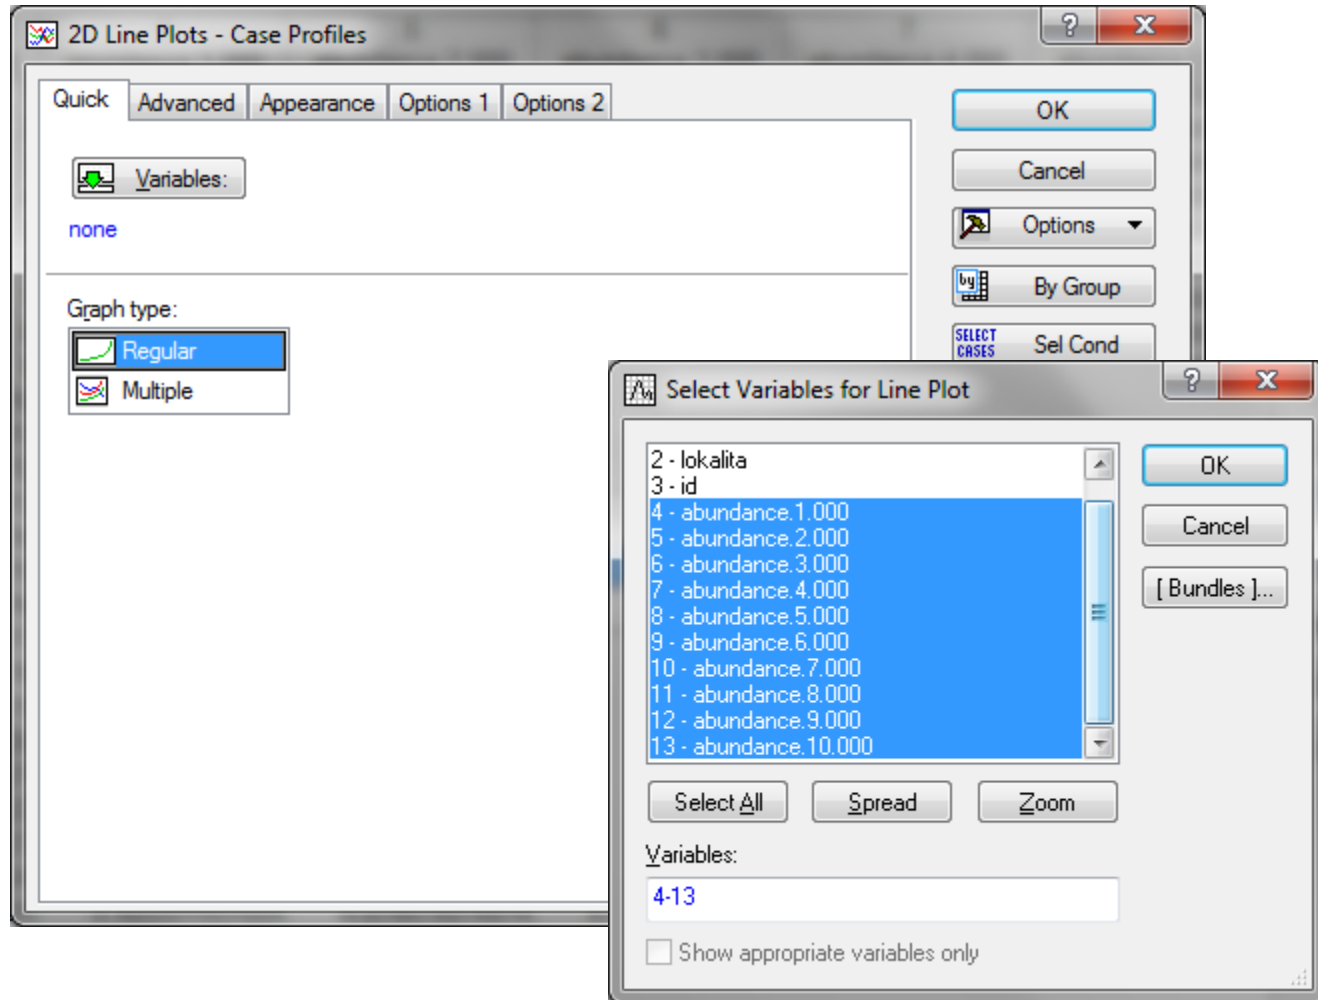 2D Line Plots - Case Profiles
Quick Advanced Appearance Options 1 Options 2
OK
Variables:
Cancel
none
Options
By Group
Graph type:
SELECT CASES Sel Cond
Regular
Multiple
Select Variables for Line Plot
2 - lokalita
3 - id
4 - abundance.1.000
5 - abundance.2.000
6 - abundance.3.000
7 - abundance.4.000
8 - abundance.5.000
9 - abundance.6.000
10 - abundance.7.000
11 - abundance.8.000
12 - abundance.9.000
13 - abundance.10.000
OK
Cancel
[ Bundles ]...
Select All Spread Zoom
Variables:
4-13
Show appropriate variables only